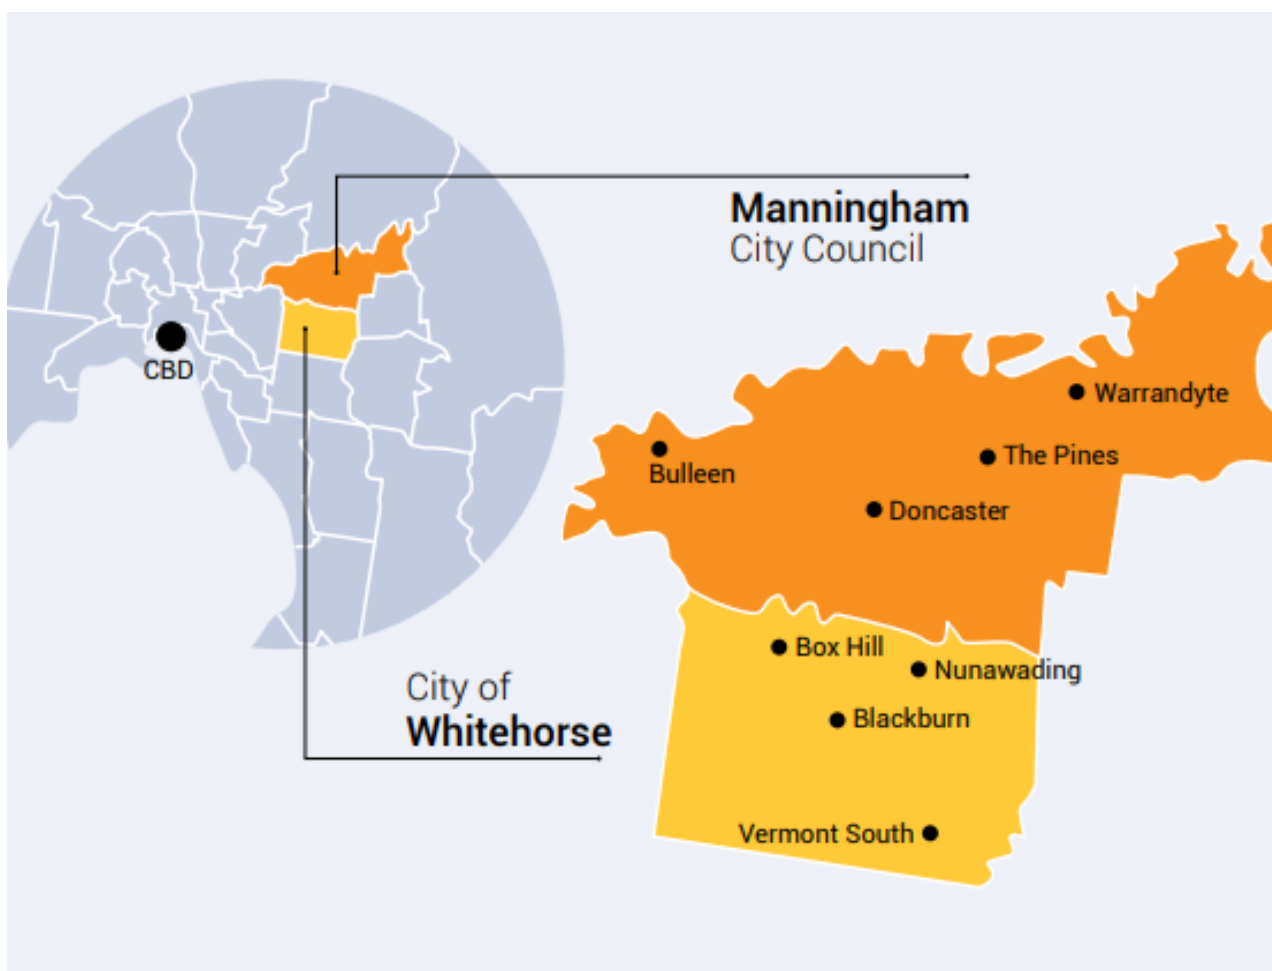 Manningham
City Council
CBD
Warrandyte
The Pines
Bulleen
Doncaster
Box Hill
Nunawading
Blackburn
Vermont South
City of
Whitehorse